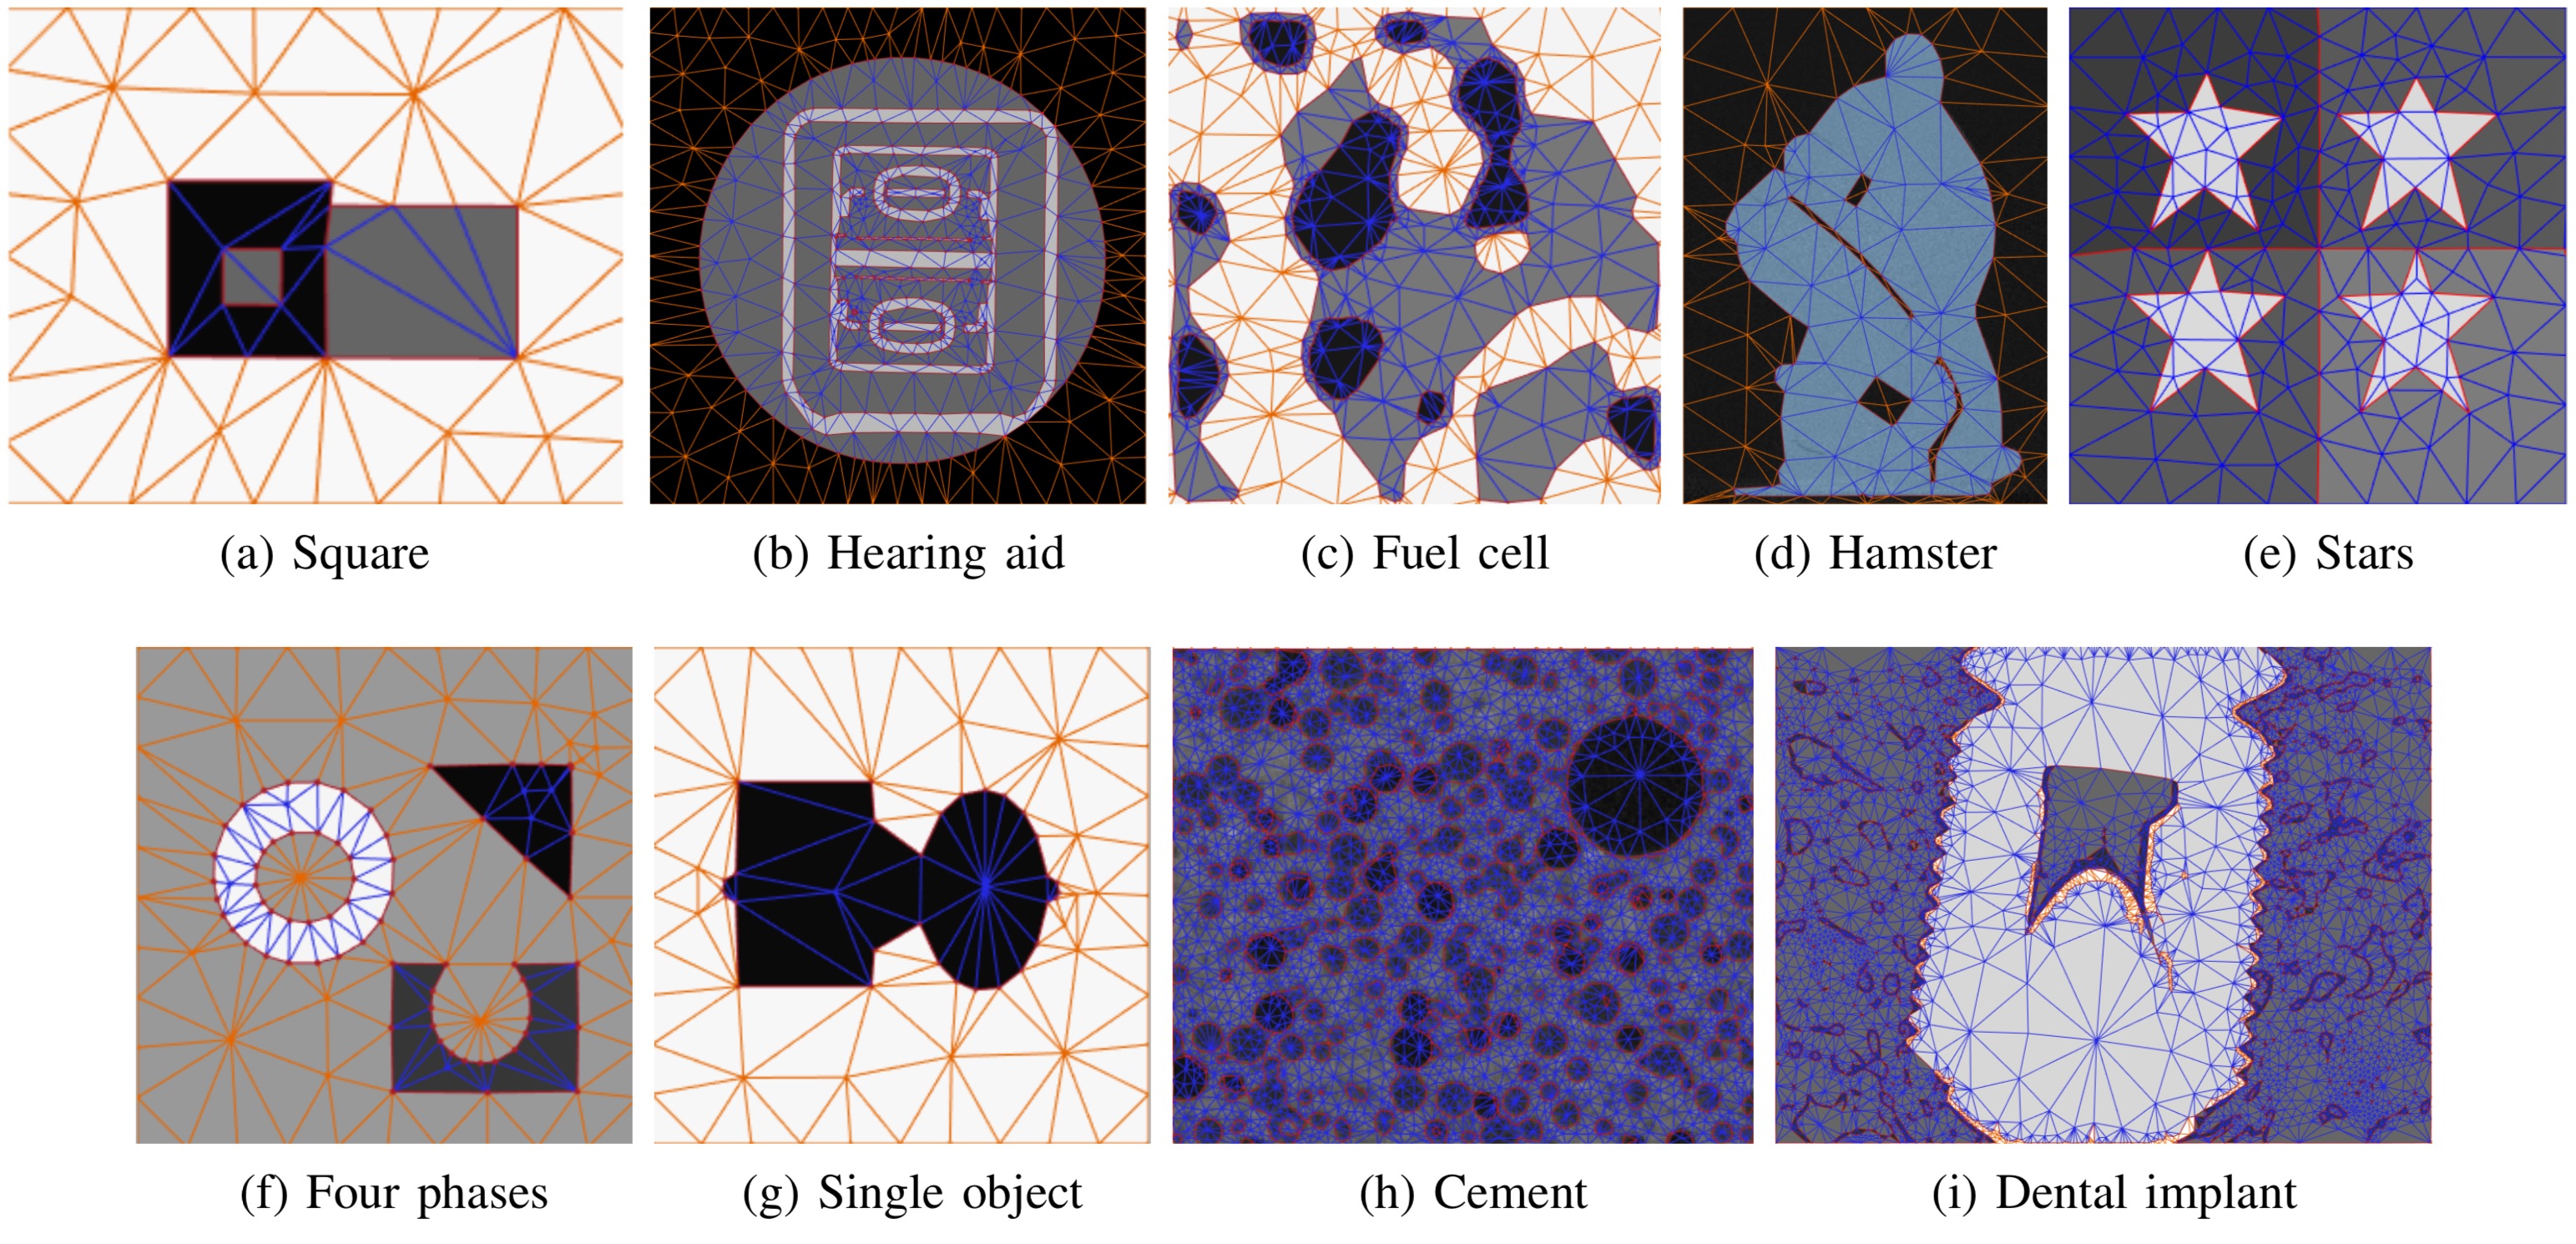 (a) Square
(b) Hearing aid
(c) Fuel cell
(d) Hamster
(e) Stars
(f) Four phases
(g) Single object
(h) Cement
(i) Dental implant